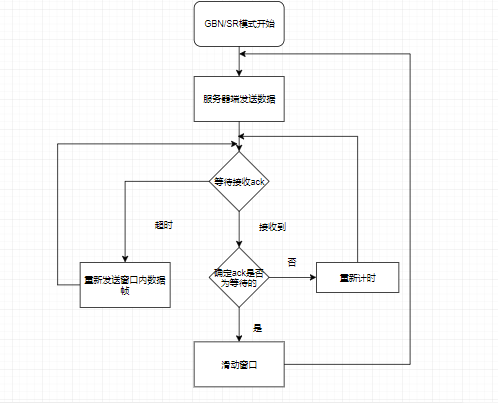 GBN/SR模式开始
服务器端发送数据
等待接收ack
超时
接收到
重新发送窗口内数据
帧
确定ack是否
为等待的
否
重新计时
是
滑动窗口